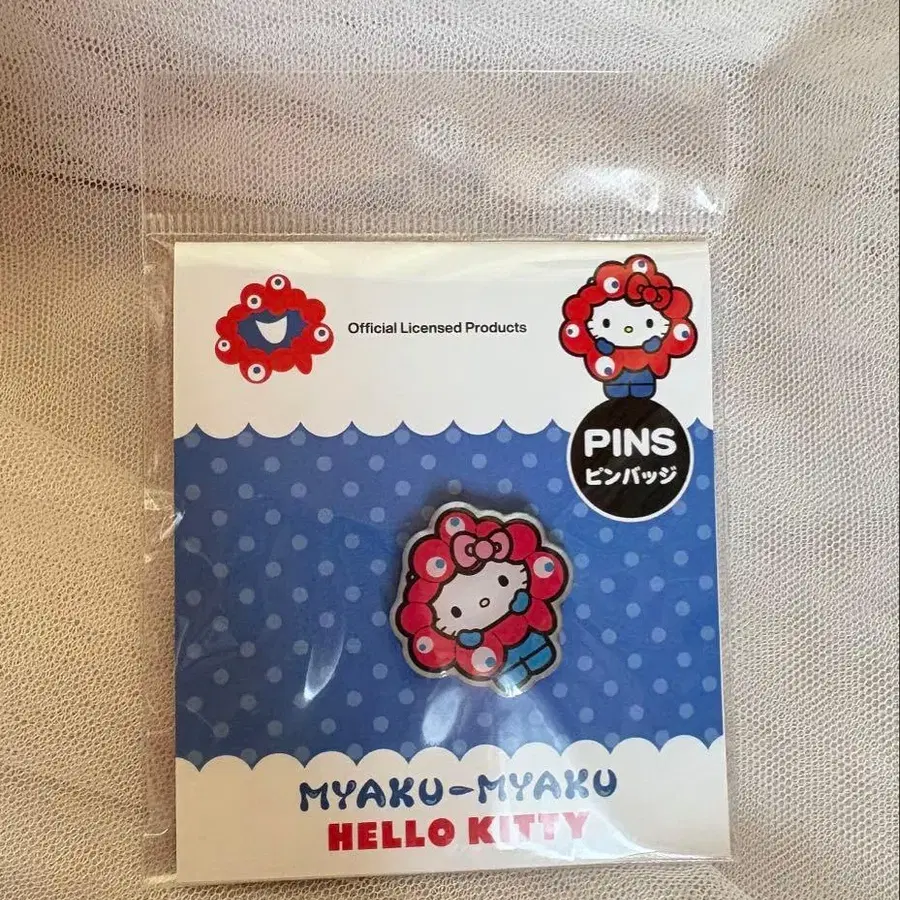 Official Licensed Products
PINS
ピンバッジ
MYAKU-MYAKU
HELLO KITTY